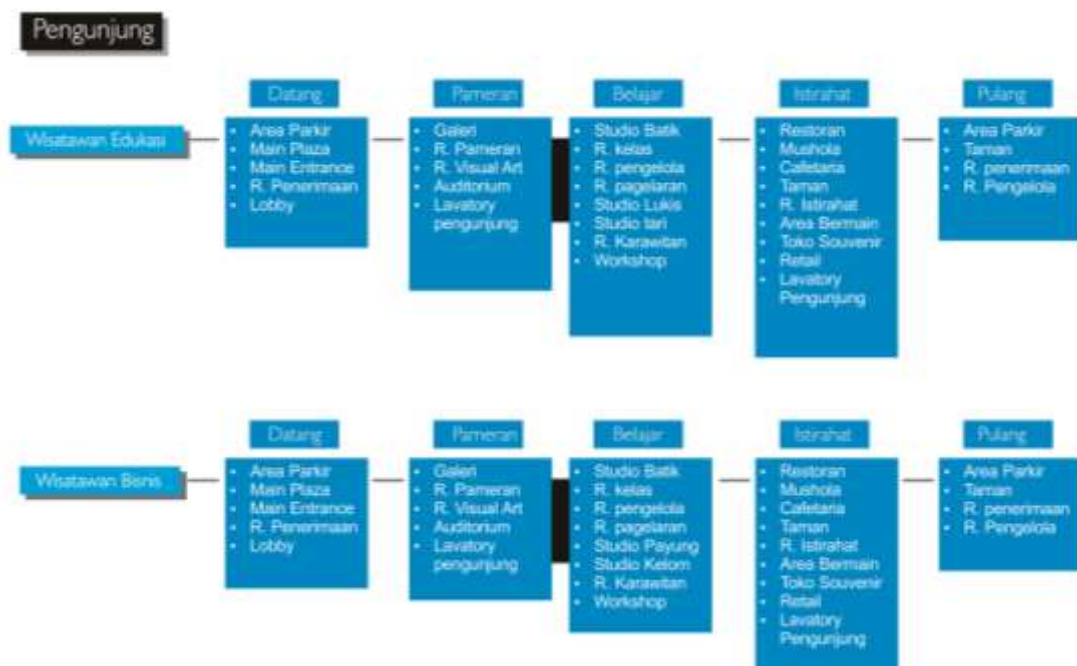 Pengunjung
Datang
Pameran
Belajar
Istirahat
Pulang
Wisatawan Edukasi
• Area Parkir
• Main Plaza
• Main Entrance
• R. Penerimaan
• Lobby
• Galeri
• R. Pameran
• R. Visual Art
• Auditorium
• Lavatory
pengunjung
• Studio Batik
• R. kelas
• R. pengelola
• R. pagelaran
• Studio Lukis
• Studio tari
• R. Karawitan
• Workshop
• Restoran
• Mushola
• Cafetaria
• Taman
• R. Istirahat
• Area Bermain
• Toko Souvenir
• Retail
• Lavatory
Pengunjung
• Area Parkir
• Taman
• R. penerimaan
• R. Pengelola
Datang
Pameran
Belajar
Istirahat
Pulang
Wisatawan Bisnis
• Area Parkir
• Main Plaza
• Main Entrance
• R. Penerimaan
• Lobby
• Galeri
• R. Pameran
• R. Visual Art
• Auditorium
• Lavatory
pengunjung
• Studio Batik
• R. kelas
• R. pengelola
• R. pagelaran
• Studio Payung
• Studio Kelom
• R. Karawitan
• Workshop
• Restoran
• Mushola
• Cafetaria
• Taman
• R. Istirahat
• Area Bermain
• Toko Souvenir
• Retail
• Lavatory
Pengunjung
• Area Parkir
• Taman
• R. penerimaan
• R. Pengelola